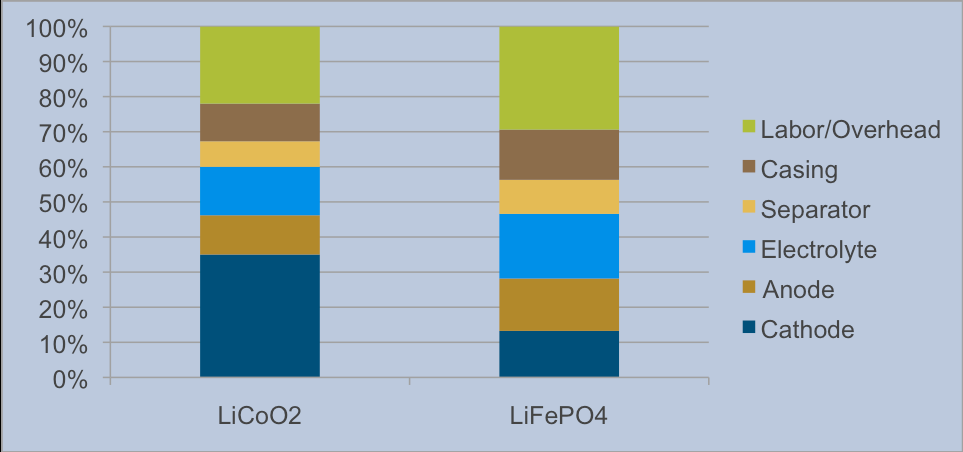 100%
90%
80%
70%
60%
50%
40%
30%
20%
10%
0%
LiCoO2
LiFePO4
Labor/Overhead
Casing
Separator
Electrolyte
Anode
Cathode